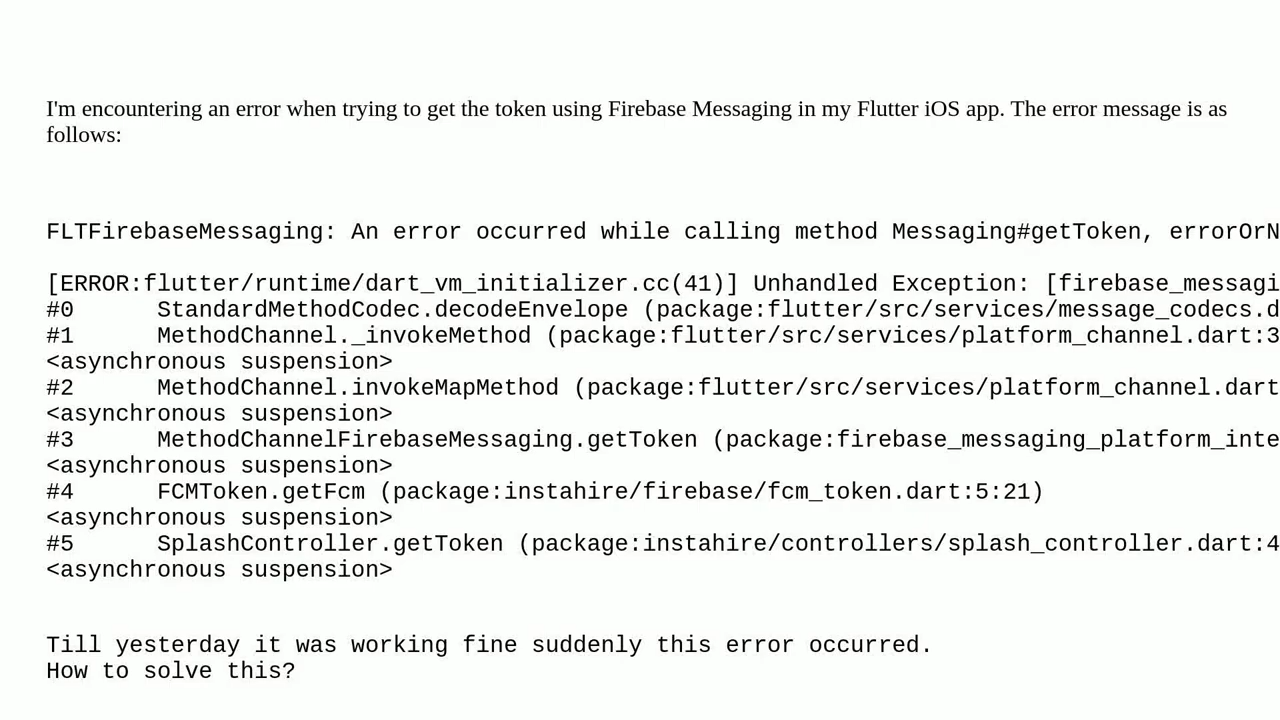 I'm encountering an error when trying to get the token using Firebase Messaging in my Flutter iOS app. The error message is as
follows:
FLTFirebaseMessaging: An error occurred while calling method Messaging#getToken, errorOrN
[ERROR:flutter/runtime/dart_vm_initializer.cc(41)] Unhandled Exception: [firebase_messagi
#0      StandardMethodCodec.decodeEnvelope (package:flutter/src/services/message_codecs.d
#1      MethodChannel._invokeMethod (package:flutter/src/services/platform_channel.dart:3
<asynchronous suspension>
#2      MethodChannel.invokeMapMethod (package:flutter/src/services/platform_channel.dart
<asynchronous suspension>
#3      MethodChannelFirebaseMessaging.getToken (package:firebase_messaging_platform_inte
<asynchronous suspension>
#4      FCMToken.getFcm (package:instahire/firebase/fcm_token.dart:5:21)
<asynchronous suspension>
#5      SplashController.getToken (package:instahire/controllers/splash_controller.dart:4
<asynchronous suspension>
Till yesterday it was working fine suddenly this error occurred.
How to solve this?